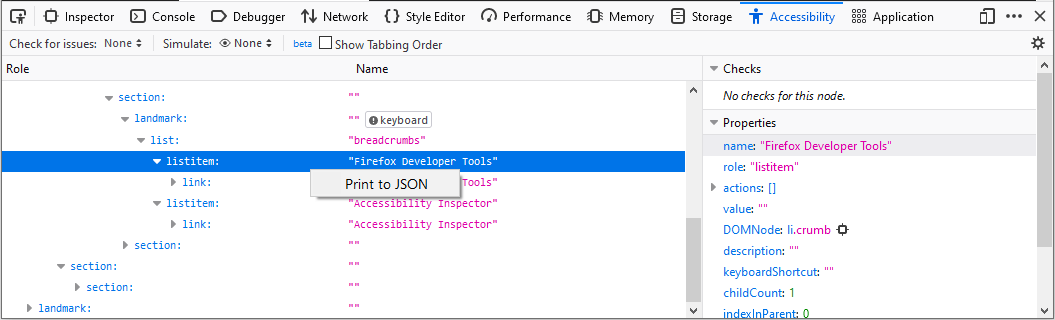 Inspector Console Debugger Network Style Editor Performance Memory Storage Accessibility Application
Check for issues: None Simulate: None beta Show Tabbing Order
Role Name
section: ""
landmark: "" keyboard
list: "breadcrumbs"
listitem: "Firefox Developer Tools"
link: Tools"
Print to JSON
listitem: "Accessibility Inspector"
link: "Accessibility Inspector"
section: ""
section: ""
section: ""
landmark: ""
Checks
No checks for this node.
Properties
name: "Firefox Developer Tools"
role: "listitem"
actions: []
value: ""
DOMNode: li.crumb
description: ""
keyboardShortcut: ""
childCount: 1
indexInParent: 0